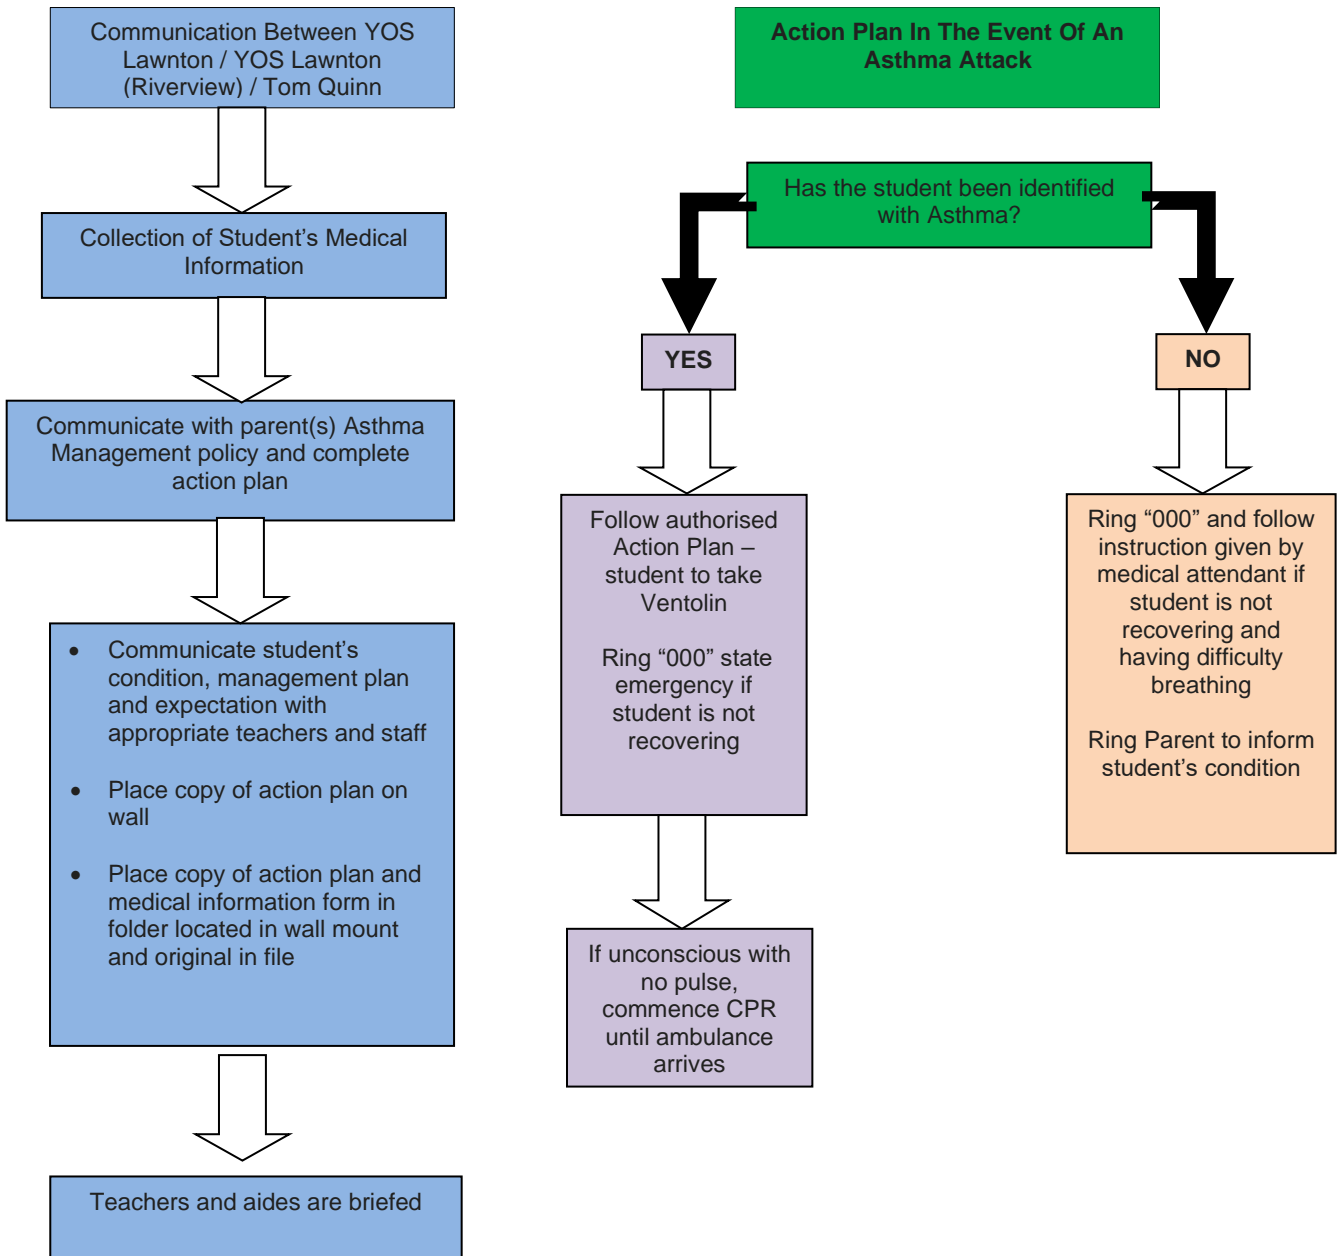 Communication Between YOS
Lawnton / YOS Lawnton
(Riverview) / Tom Quinn
Collection of Student’s Medical
Information
Communicate with parent(s) Asthma
Management policy and complete
action plan
• Communicate student’s
condition, management plan
and expectation with
appropriate teachers and staff
• Place copy of action plan on
wall
• Place copy of action plan and
medical information form in
folder located in wall mount
and original in file
Teachers and aides are briefed
Action Plan In The Event Of An
Asthma Attack
Has the student been identified
with Asthma?
YES
Follow authorised
Action Plan –
student to take
Ventolin
Ring “000” state
emergency if
student is not
recovering
If unconscious with
no pulse,
commence CPR
until ambulance
arrives
NO
Ring “000” and follow
instruction given by
medical attendant if
student is not
recovering and
having difficulty
breathing
Ring Parent to inform
student’s condition